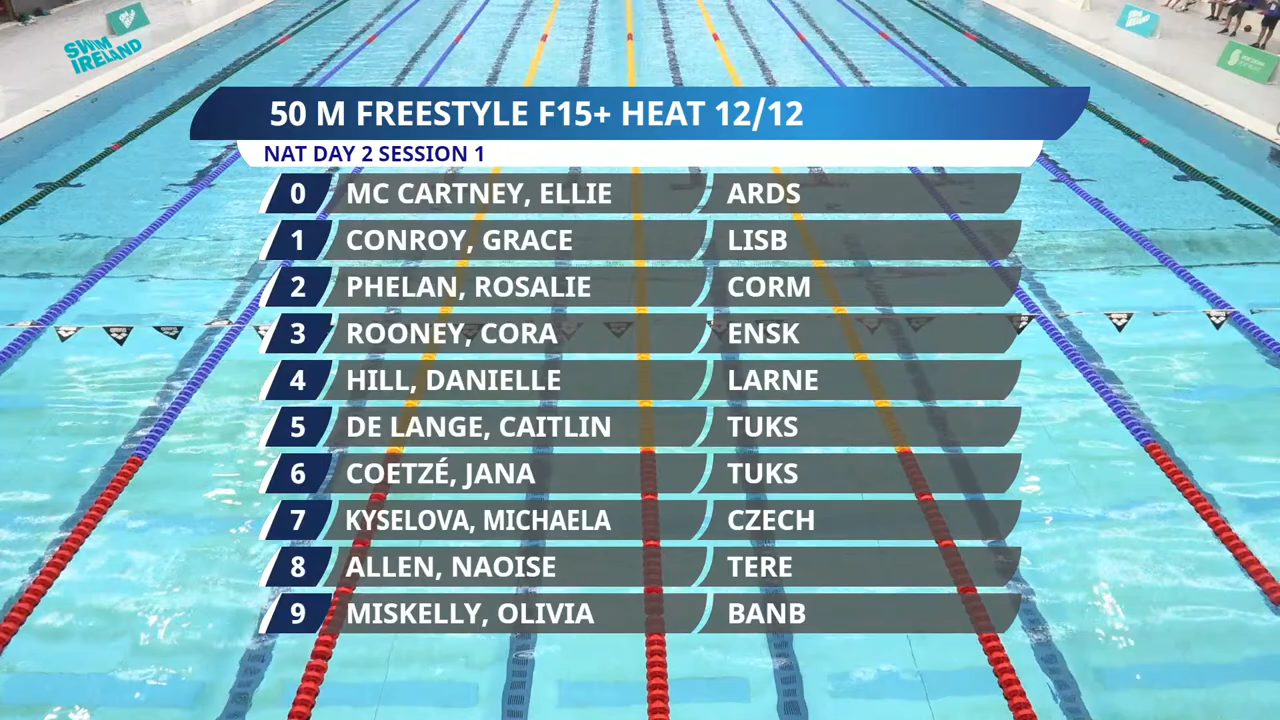 SWIM
IRELAND
50 M FREESTYLE F15+ HEAT 12/12
NAT DAY 2 SESSION 1
0 MC CARTNEY, ELLIE ARDS
1 CONROY, GRACE LISB
2 PHELAN, ROSALIE CORM
3 ROONEY, CORA ENSK
4 HILL, DANIELLE LARNE
5 DE LANGE, CAITLIN TUKS
6 COETZÉ, JANA TUKS
7 KYSELOVA, MICHAELA CZECH
8 ALLEN, NAOISE TERE
9 MISKELLY, OLIVIA BANB